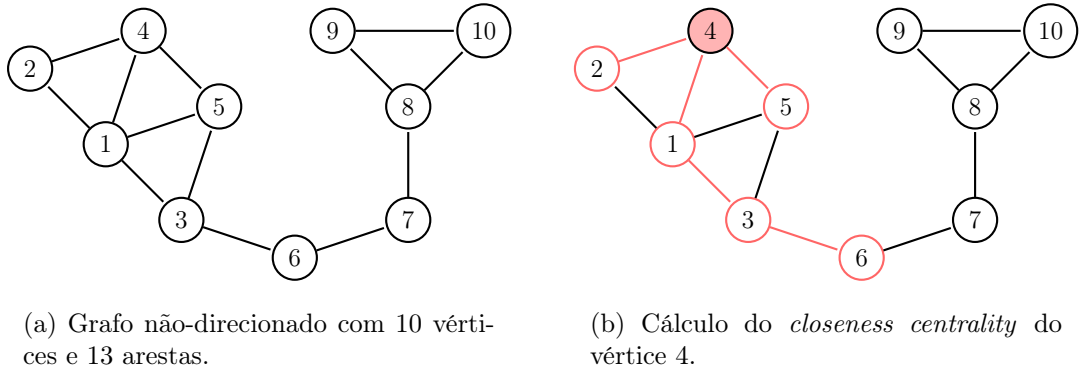 4 9 10
2
5 8
1
3 7
6
(a) Grafo não-direcionado com 10 vérti-
ces e 13 arestas.
4 9 10
2
5 8
1
3 7
6
(b) Cálculo do closeness centrality do
vértice 4.